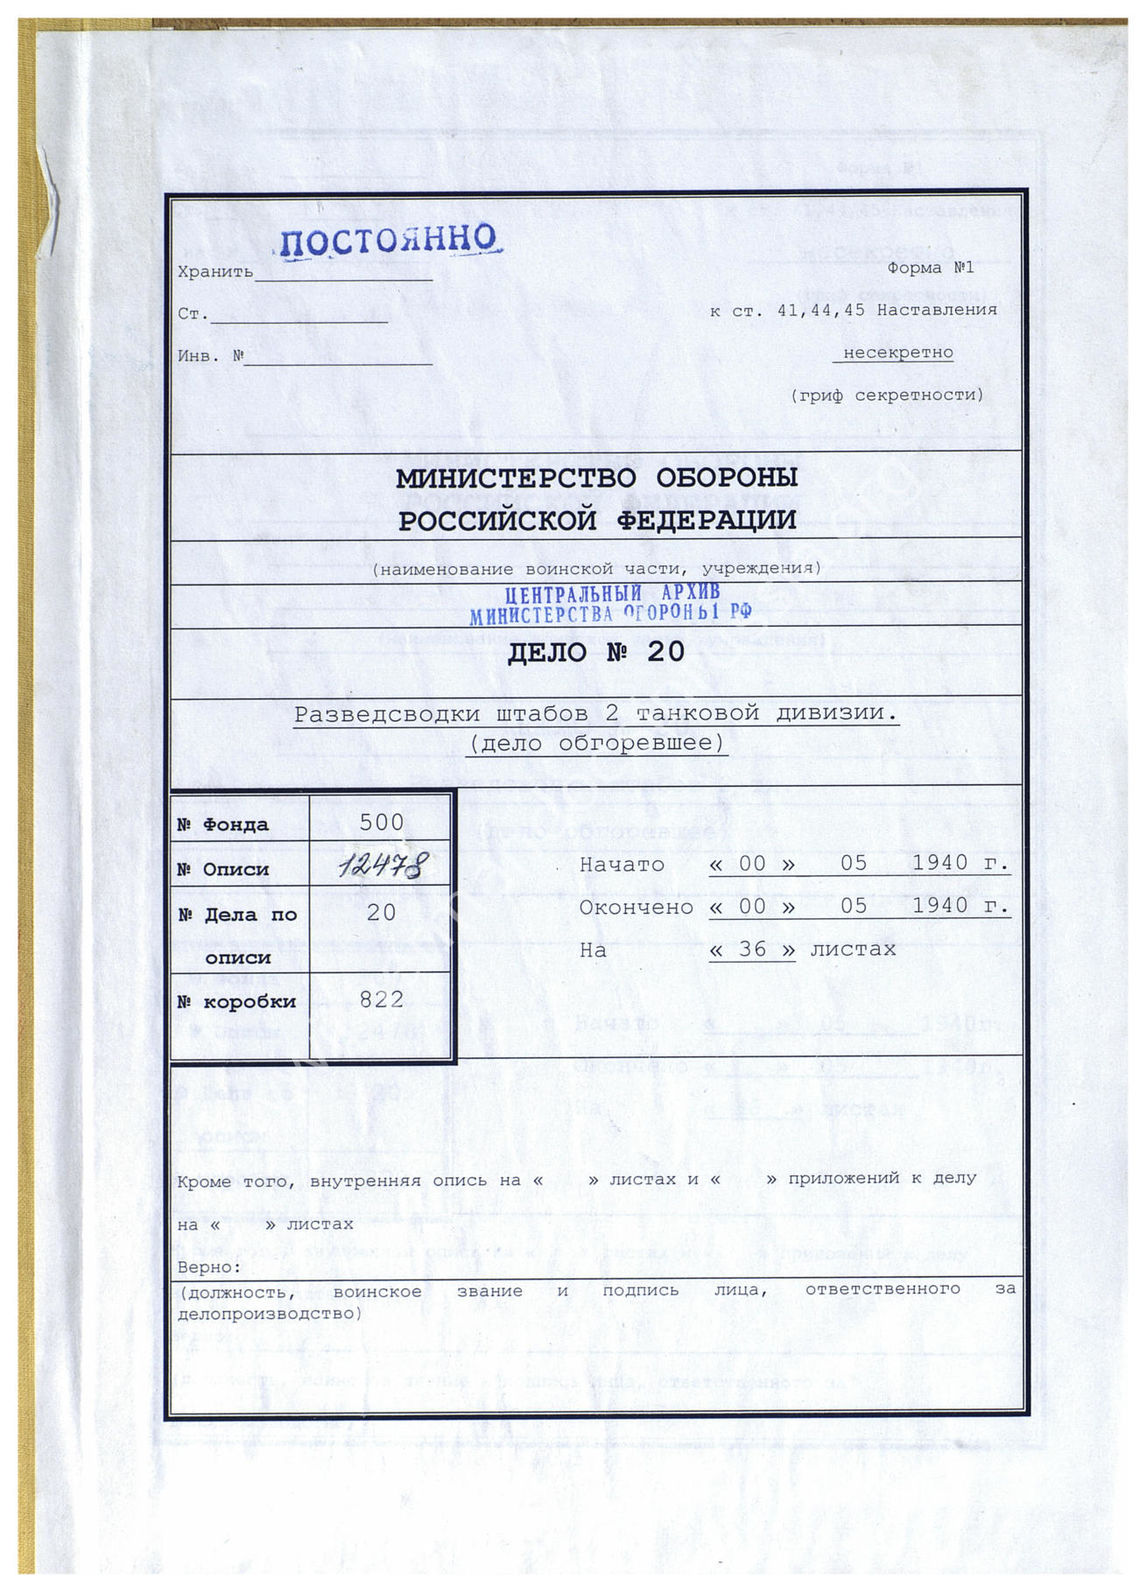 ПОСТОЯННО
Хранить
Форма №1
Ст.
к ст. 41,44,45 Наставления
Инв. №
несекретно
(гриф секретности)
МИНИСТЕРСТВО ОБОРОНЫ
РОССИЙСКОЙ ФЕДЕРАЦИИ
(наименование воинской части, учреждения)
ЦЕНТРАЛЬНЫЙ АРХИВ
МИНИСТЕРСТВА ОБОРОНЫ РФ
ДЕЛО № 20
Разведсводки штабов 2 танковой дивизии.
(дело обгоревшее)
№ Фонда 500
№ Описи 12478
№ Дела по 20
описи
№ коробки 822
Начато « 00 » 05 1940 г.
Окончено « 00 » 05 1940 г.
На « 36 » листах
Кроме того, внутренняя опись на « » листах и « » приложений к делу
на « » листах
Верно:
(должность, воинское звание и подпись лица, ответственного за
делопроизводство)